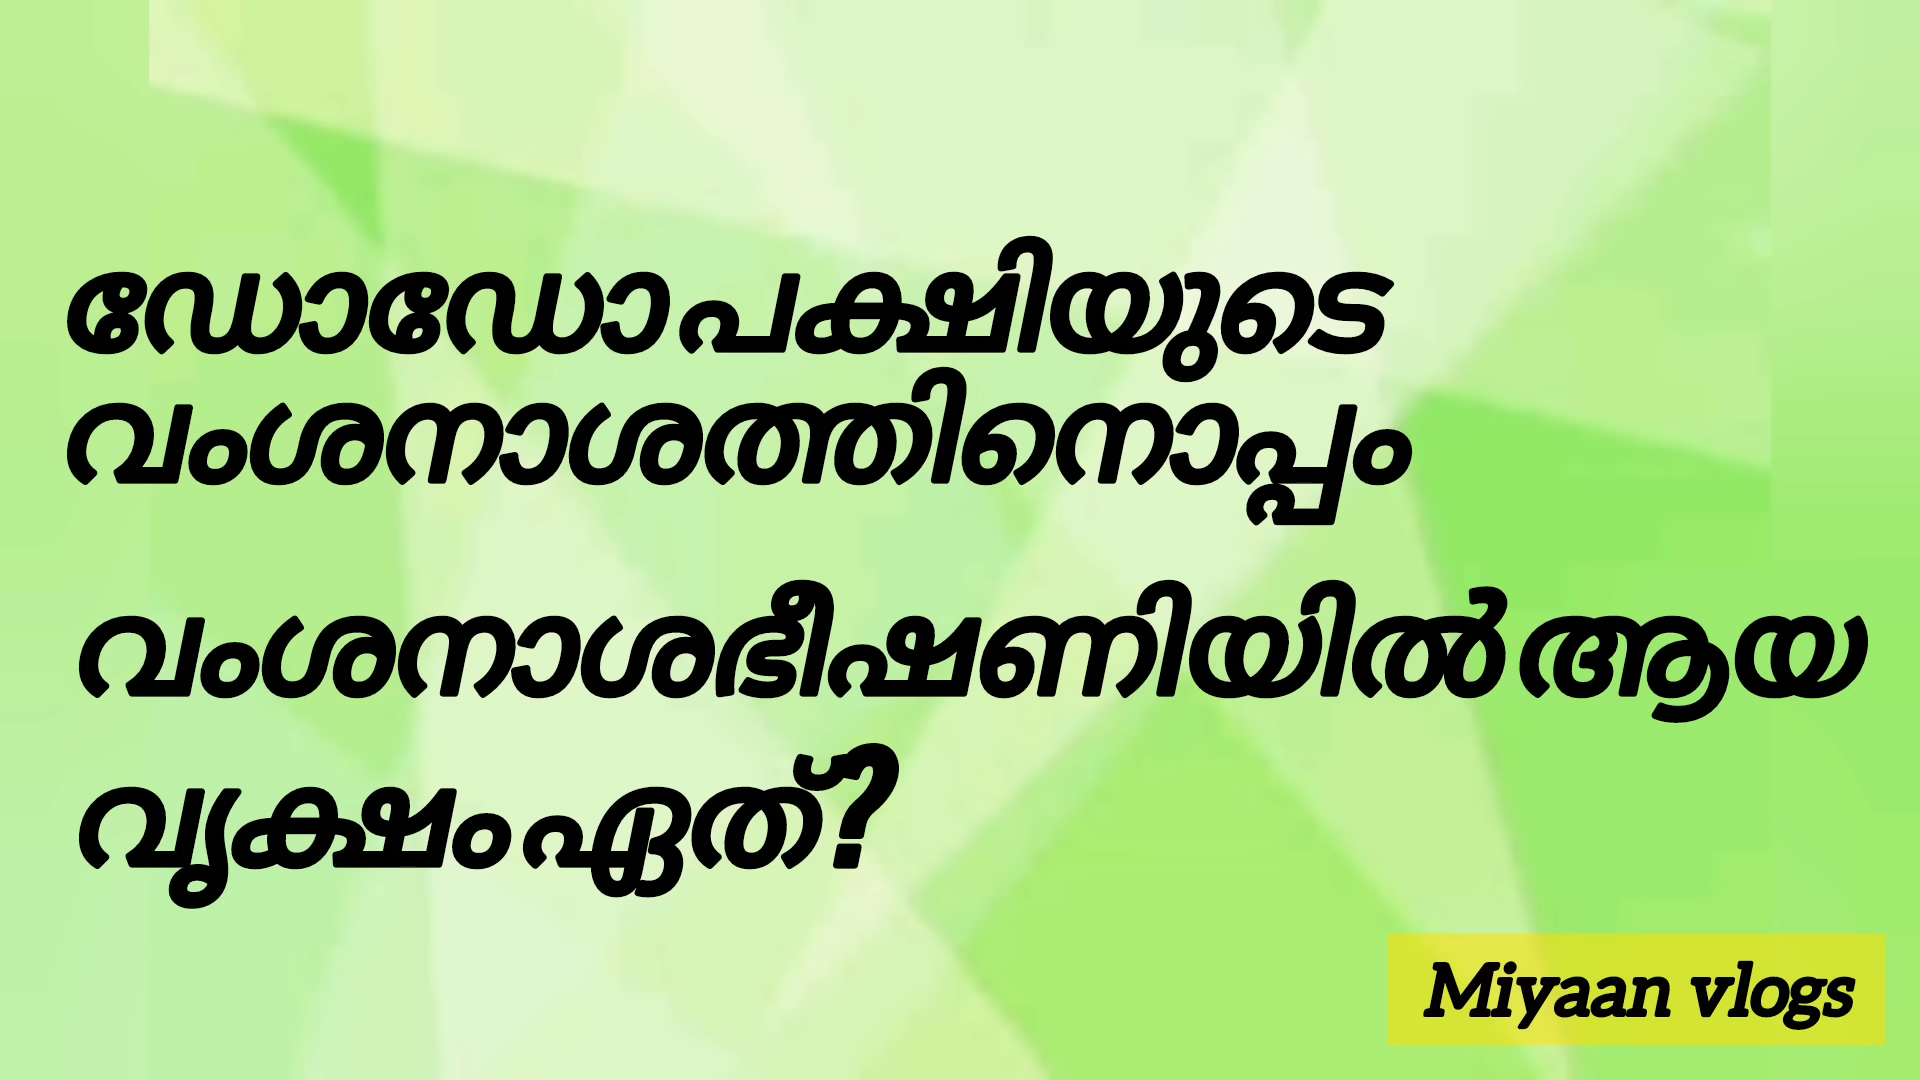 ഡോഡോ പക്ഷിയുടെ
വംശനാശത്തിനൊപ്പം
വംശനാശഭീഷണിയിൽ ആയ
വൃക്ഷം ഏത്?
Miyaan vlogs